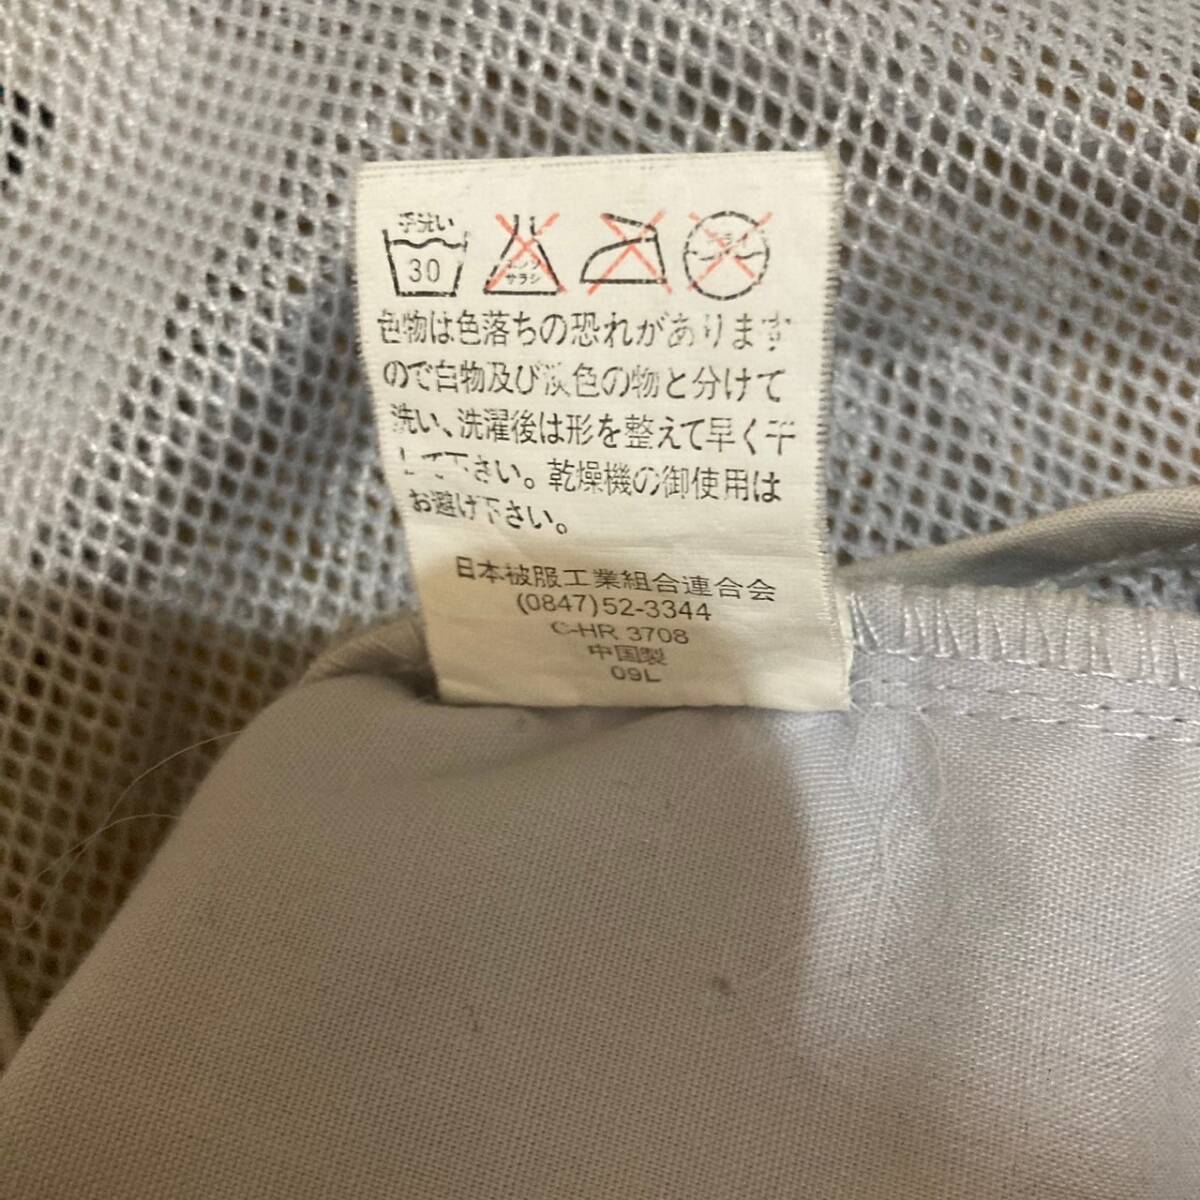 手洗い
30
エンソ
サラシ
ドライ
色物は色落ちの恐れがあります
ので白物及び淡色の物と分けて
洗い、洗濯後は形を整えて早く干
して下さい。乾燥機の御使用は
お避け下さい。
日本被服工業組合連合会
(0847)52-3344
C-HR 3708
中国製
09L